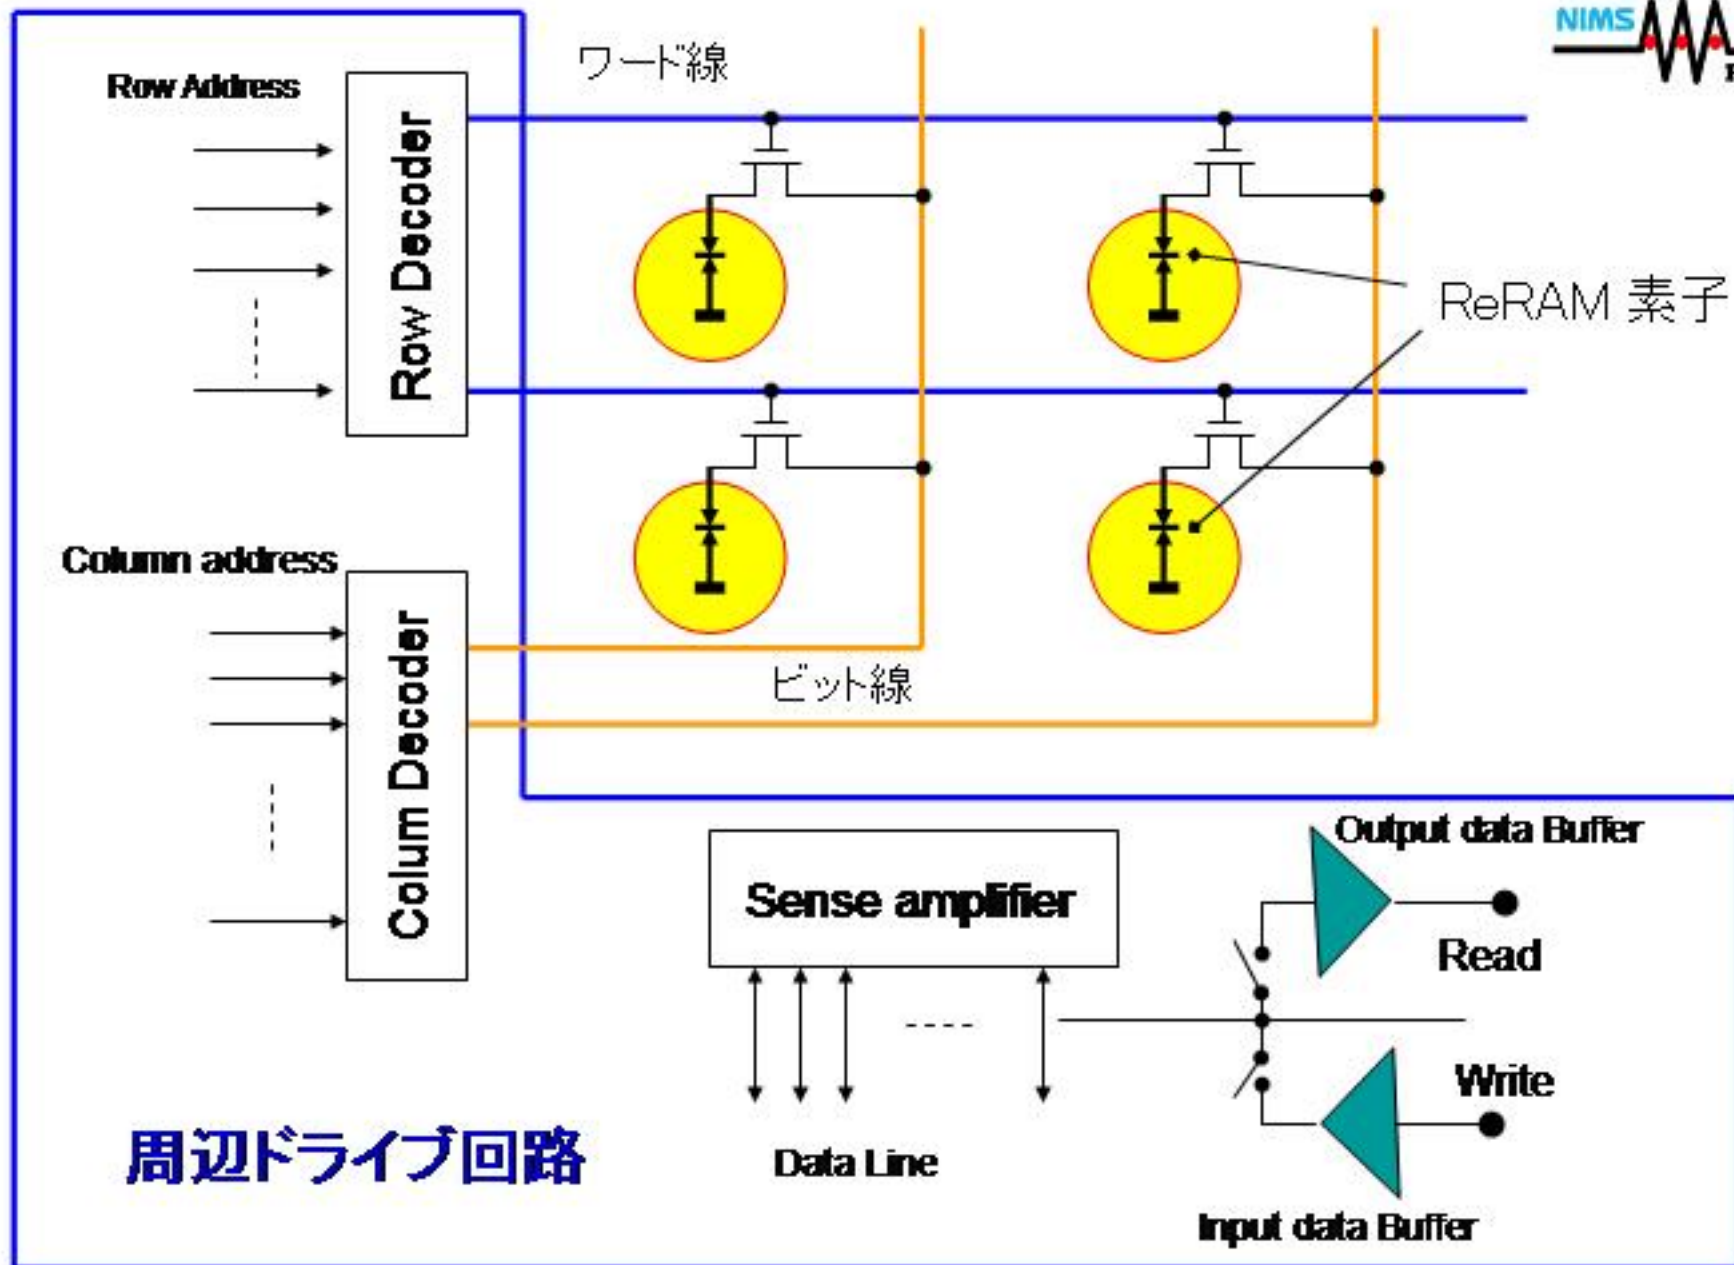 NIMS
ワード線
Row Address
Row Decoder
ReRAM 素子
Column address
Colum Decoder
ビット線
Output data Buffer
Sense amplifier
Read
Write
周辺ドライブ回路
Data Line
Input data Buffer